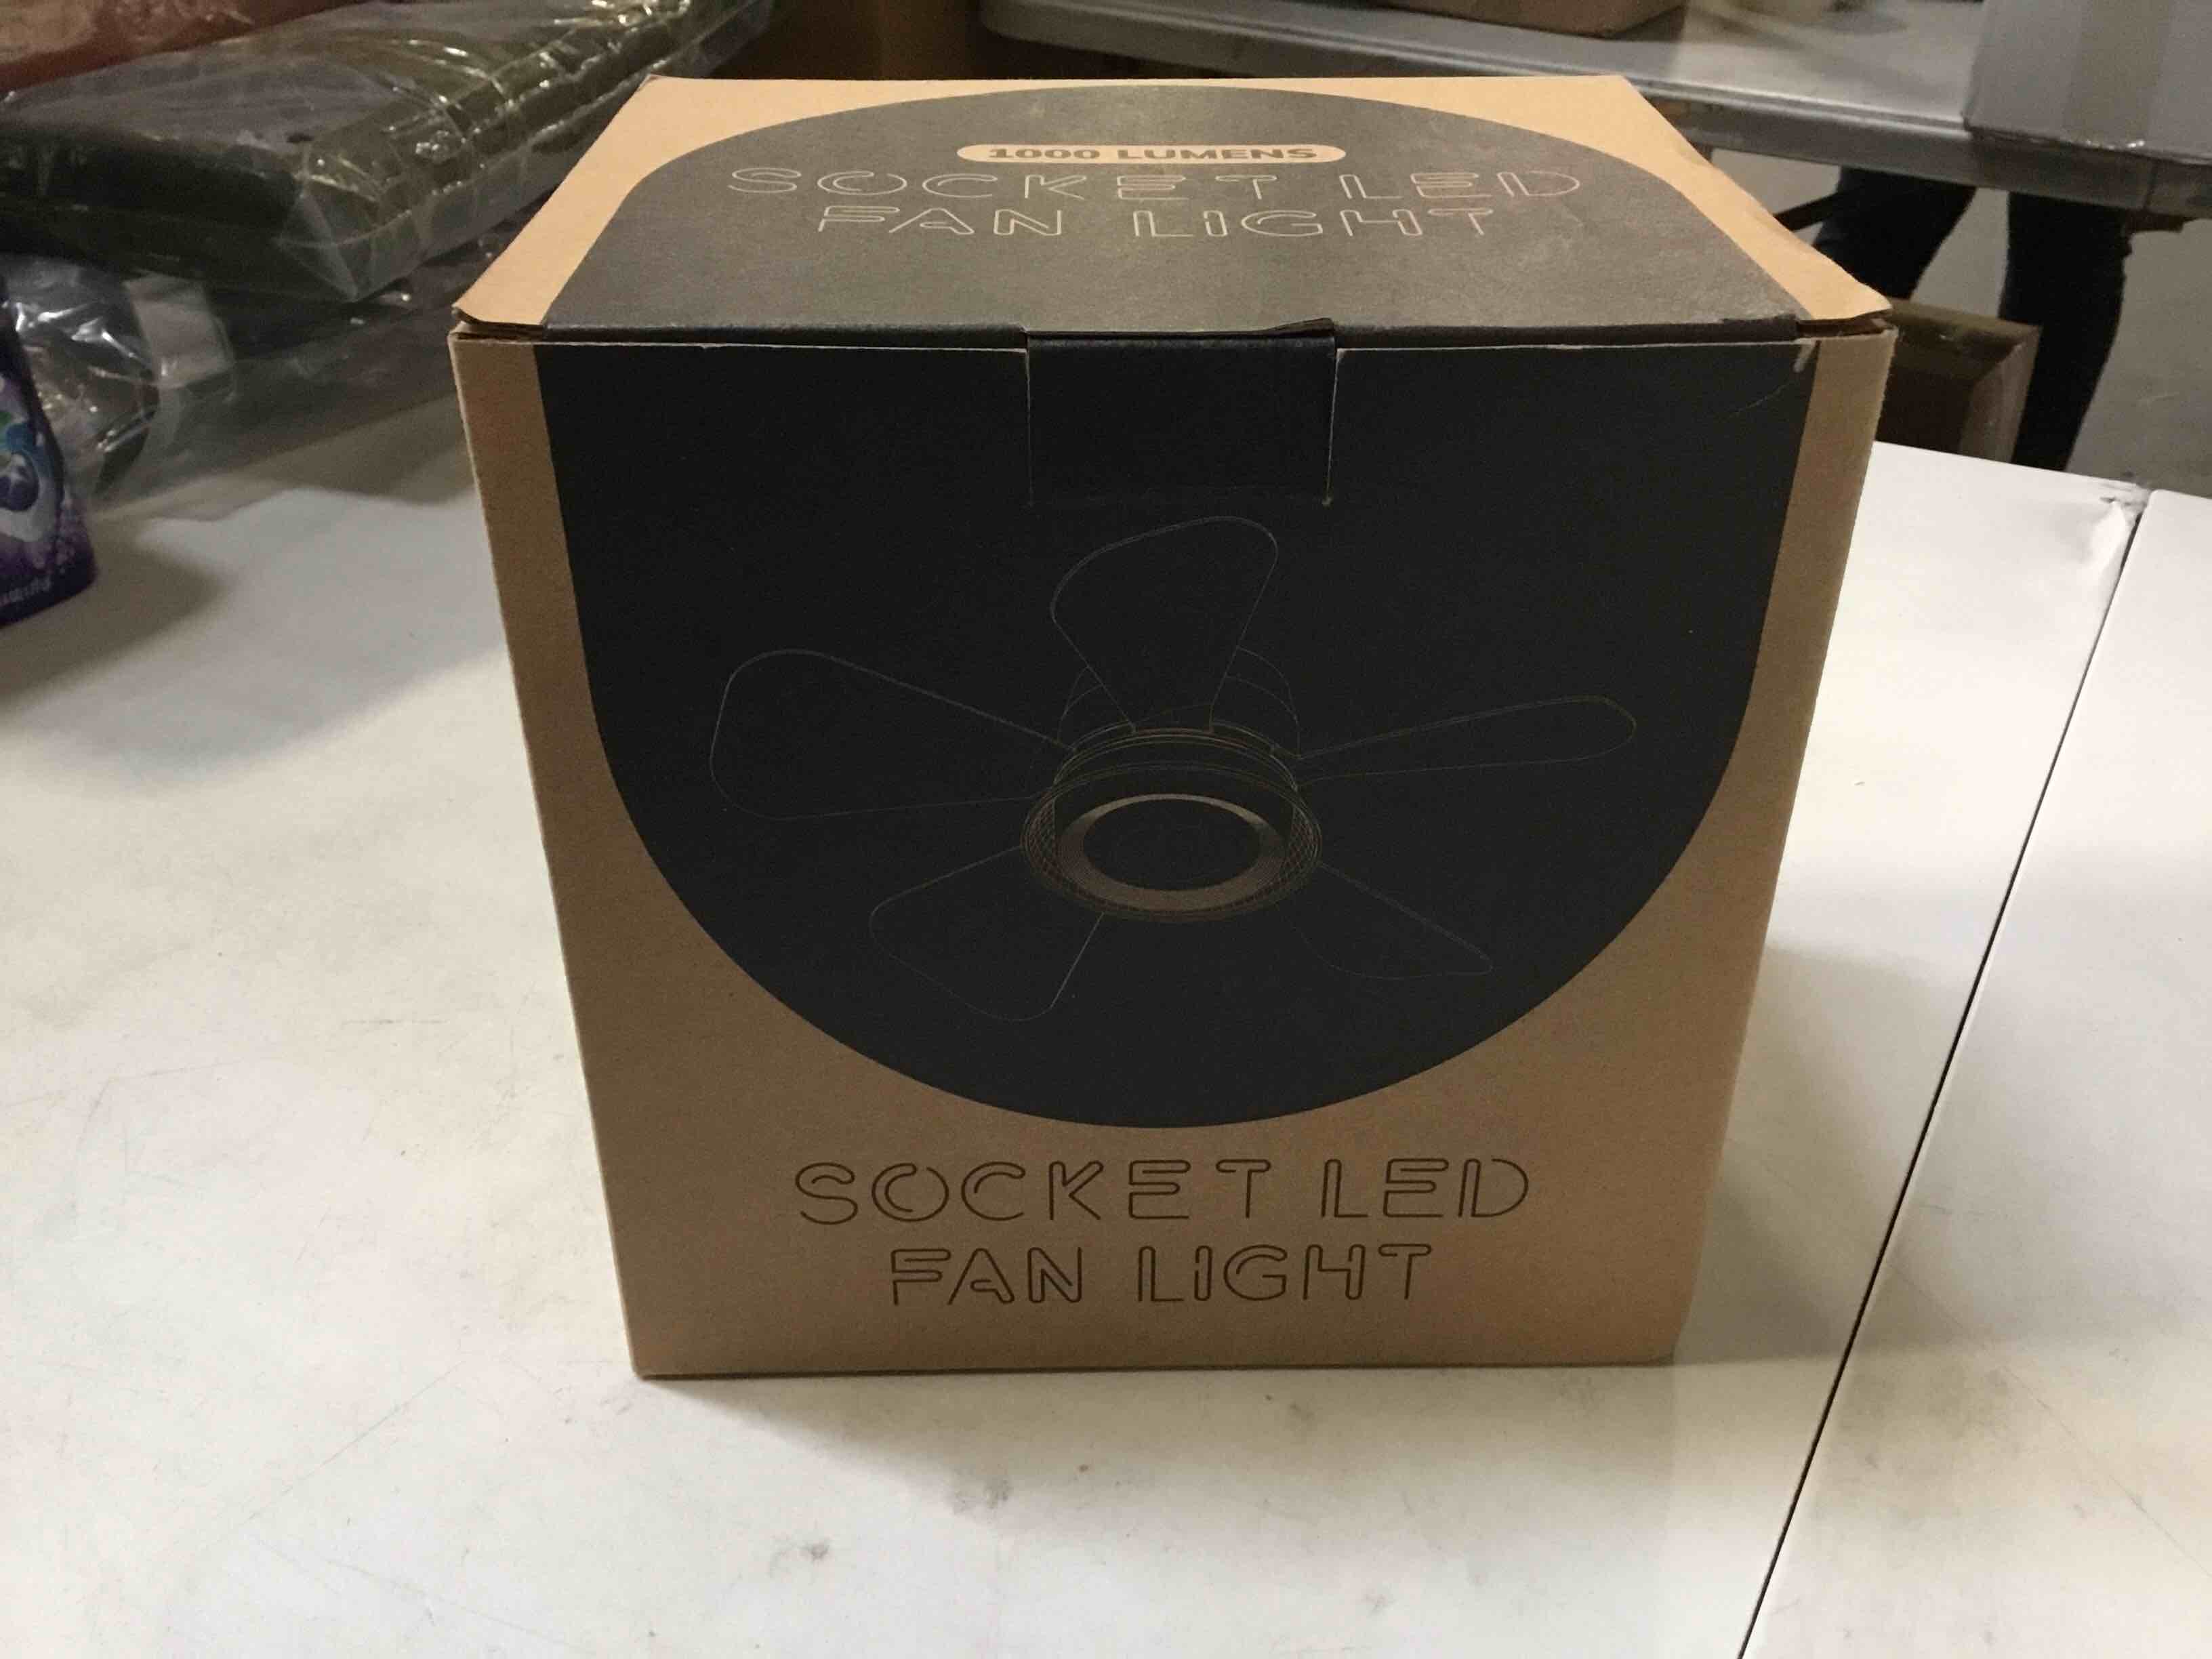 1000 LUMENS
SOCKET LED
FAN LIGHT
SOCKET LED
FAN LIGHT